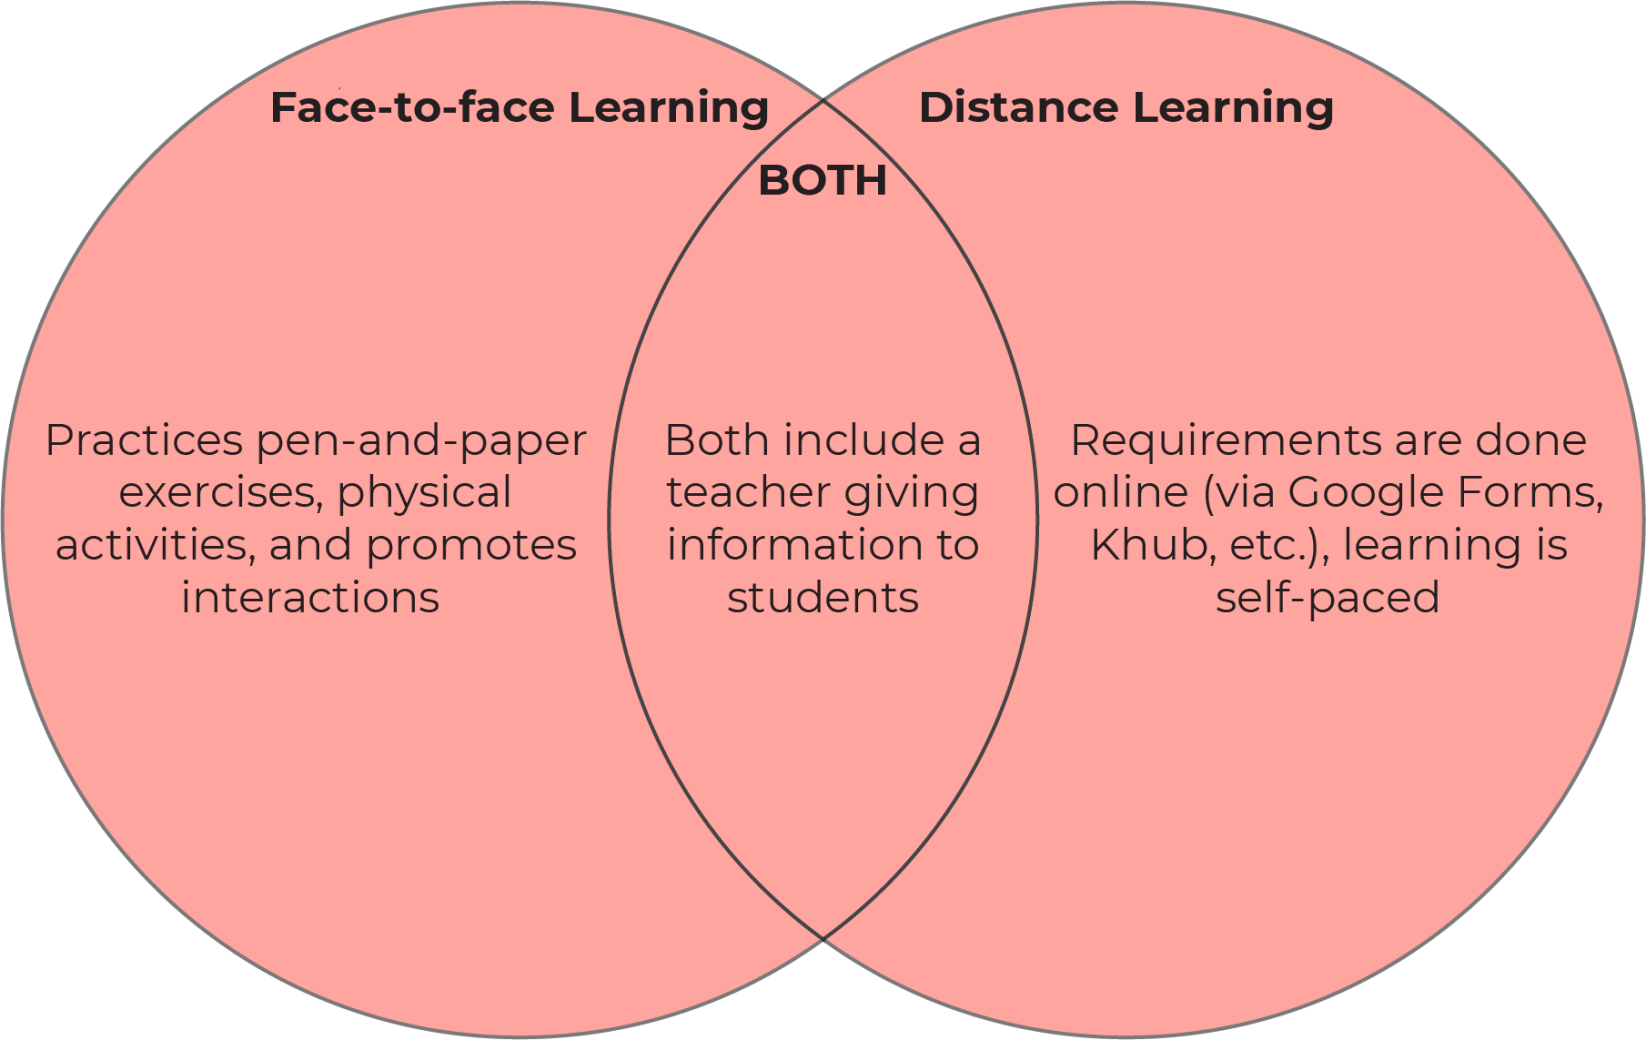 Face-to-face Learning
Distance Learning
BOTH
Practices pen-and-paper
exercises, physical
activities, and promotes
interactions
Both include a
teacher giving
information to
students
Requirements are done
online (via Google Forms,
Khub, etc.), learning is
self-paced